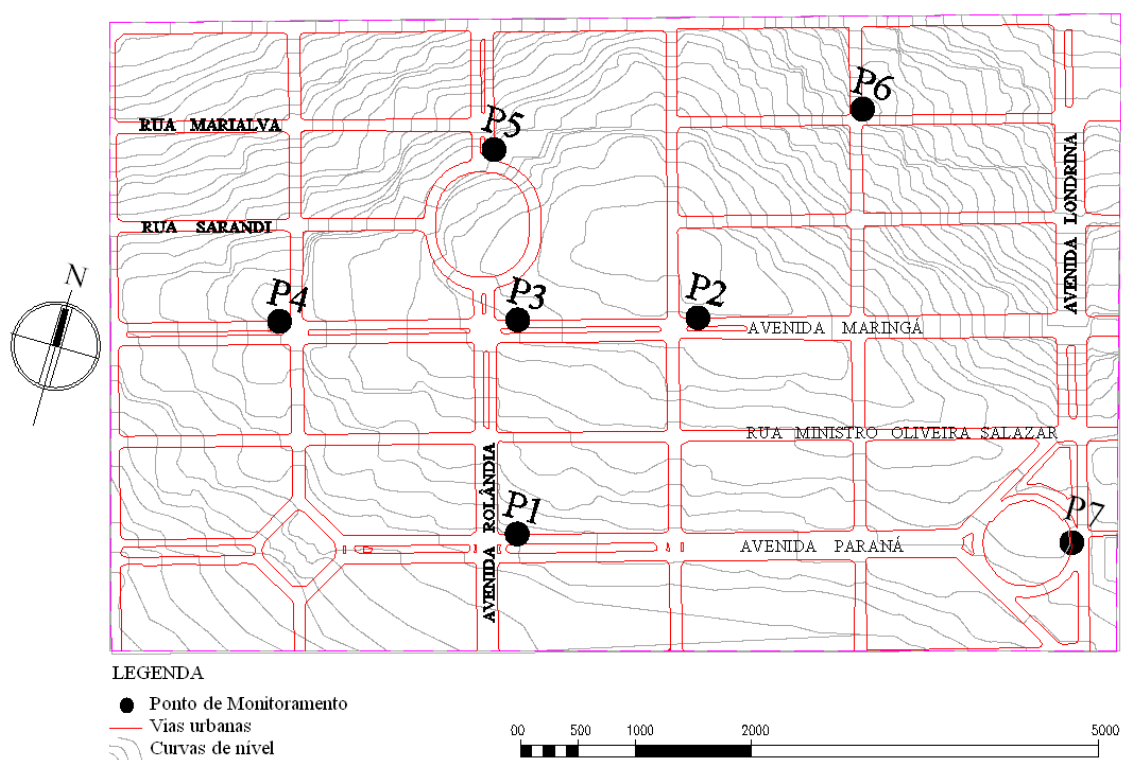 P6
P5
RUA MARIALVA
AVENIDA LONDRINA
RUA SARANDI
N
P4
P3
P2
AVENIDA MARINGÁ
RUA MINISTRO OLIVEIRA SALAZAR
AVENIDA ROLÂNDIA
P1
P7
AVENIDA PARANÁ
LEGENDA
Ponto de Monitoramento
Vias urbanas
Curvas de nível
00 500 1000 2000 5000